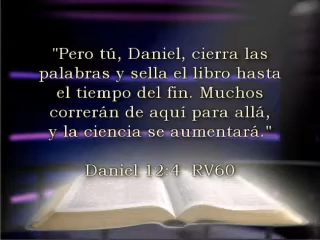 "Pero tú, Daniel, cierra las
palabras y sella el libro hasta
el tiempo del fin. Muchos
correrán de aquí para allá,
y la ciencia se aumentará."
Daniel 12:4 RV60